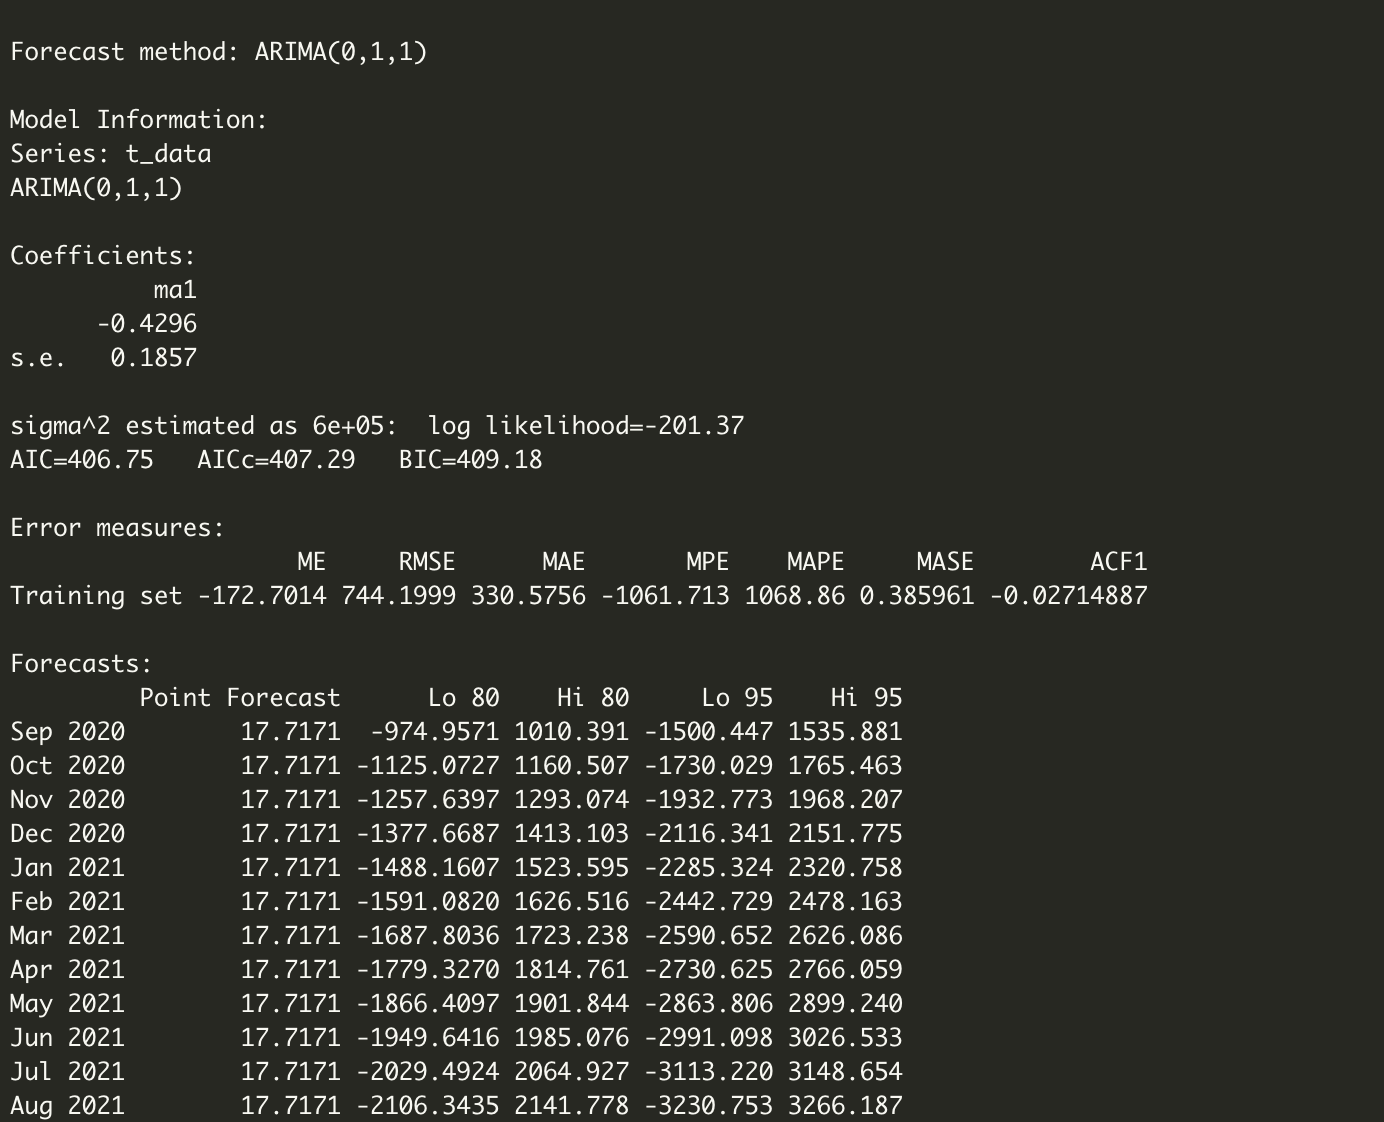 Forecast method: ARIMA(0,1,1)
Model Information:
Series: t_data
ARIMA(0,1,1)
Coefficients:
          ma1
      -0.4296
s.e.   0.1857
sigma^2 estimated as 6e+05:  log likelihood=-201.37
AIC=406.75   AICc=407.29   BIC=409.18
Error measures:
                    ME     RMSE      MAE       MPE    MAPE     MASE        ACF1
Training set -172.7014 744.1999 330.5756 -1061.713 1068.86 0.385961 -0.02714887
Forecasts:
         Point Forecast      Lo 80    Hi 80     Lo 95    Hi 95
Sep 2020        17.7171  -974.9571 1010.391 -1500.447 1535.881
Oct 2020        17.7171 -1125.0727 1160.507 -1730.029 1765.463
Nov 2020        17.7171 -1257.6397 1293.074 -1932.773 1968.207
Dec 2020        17.7171 -1377.6687 1413.103 -2116.341 2151.775
Jan 2021        17.7171 -1488.1607 1523.595 -2285.324 2320.758
Feb 2021        17.7171 -1591.0820 1626.516 -2442.729 2478.163
Mar 2021        17.7171 -1687.8036 1723.238 -2590.652 2626.086
Apr 2021        17.7171 -1779.3270 1814.761 -2730.625 2766.059
May 2021        17.7171 -1866.4097 1901.844 -2863.806 2899.240
Jun 2021        17.7171 -1949.6416 1985.076 -2991.098 3026.533
Jul 2021        17.7171 -2029.4924 2064.927 -3113.220 3148.654
Aug 2021        17.7171 -2106.3435 2141.778 -3230.753 3266.187